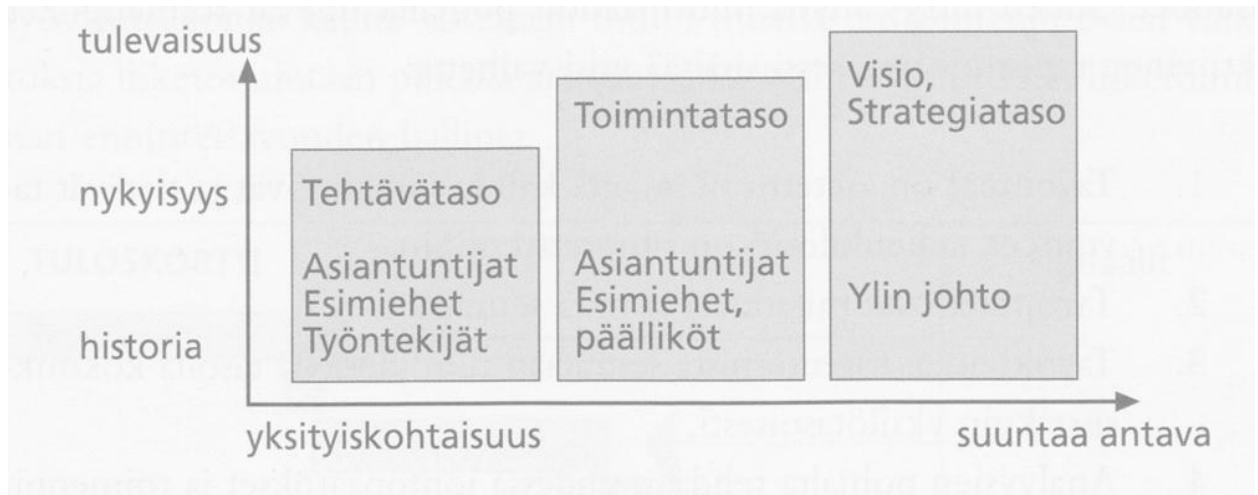 tulevaisuus
nykyisyys
historia
Tehtävätaso
Asiantuntijat
Esimiehet
Työntekijät
Toimintataso
Asiantuntijat
Esimiehet,
päälliköt
Visio,
Strategiataso
Ylin johto
yksityiskohtaisuus
suuntaa antava